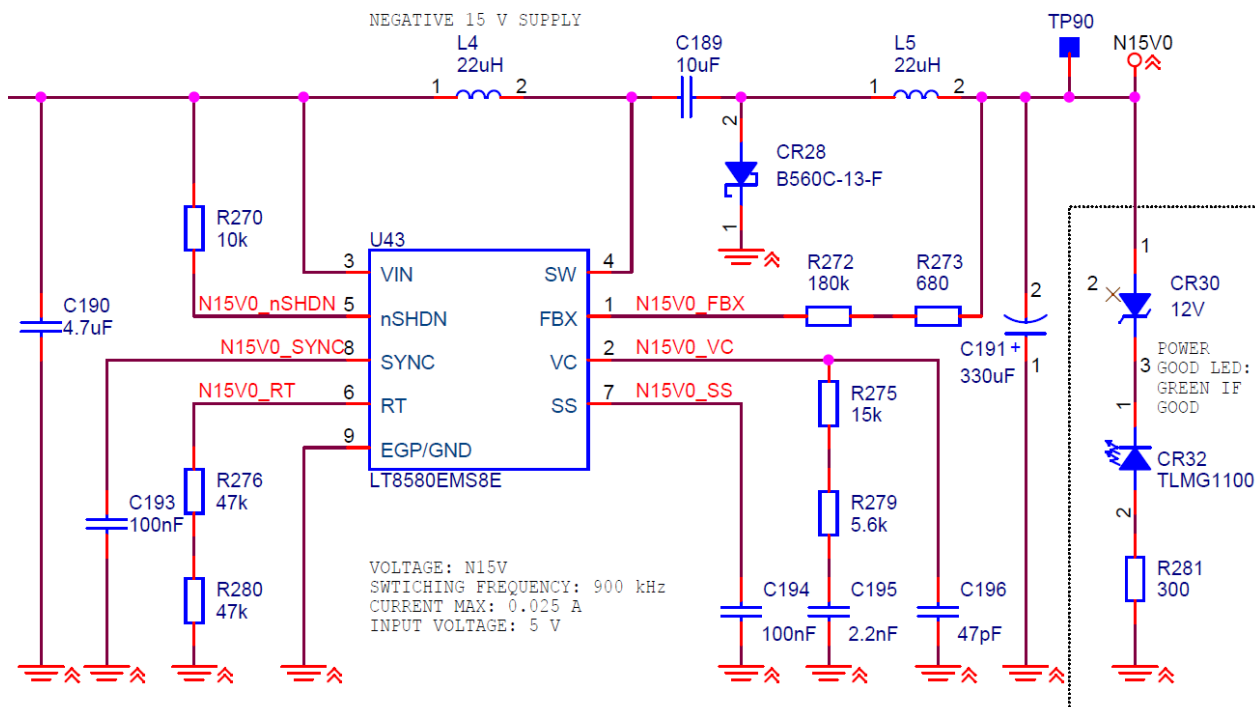 NEGATIVE 15 V SUPPLY
TP90
N15V0
L4
22uH
C189
10uF
L5
22uH
1
2
1
2
2
CR28
B560C-13-F
1
R270
10k
U43
3
VIN
SW
4
N15V0_nSHDN
5
nSHDN
FBX
1
N15V0_FBX
R272
180k
R273
680
C190
4.7uF
N15V0_SYNC
8
SYNC
VC
2
N15V0_VC
N15V0_RT
6
RT
SS
7
N15V0_SS
9
EGP/GND
LT8580EMS8E
2
C191
+
330uF
1
1
2
CR30
12V
3
POWER
GOOD LED:
GREEN IF
GOOD
1
CR32
TLMG1100
2
R275
15k
R276
47k
C193
100nF
R279
5.6k
R280
47k
VOLTAGE: N15V
SWTICHING FREQUENCY: 900 kHz
CURRENT MAX: 0.025 A
INPUT VOLTAGE: 5 V
C194
100nF
C195
2.2nF
C196
47pF
R281
300